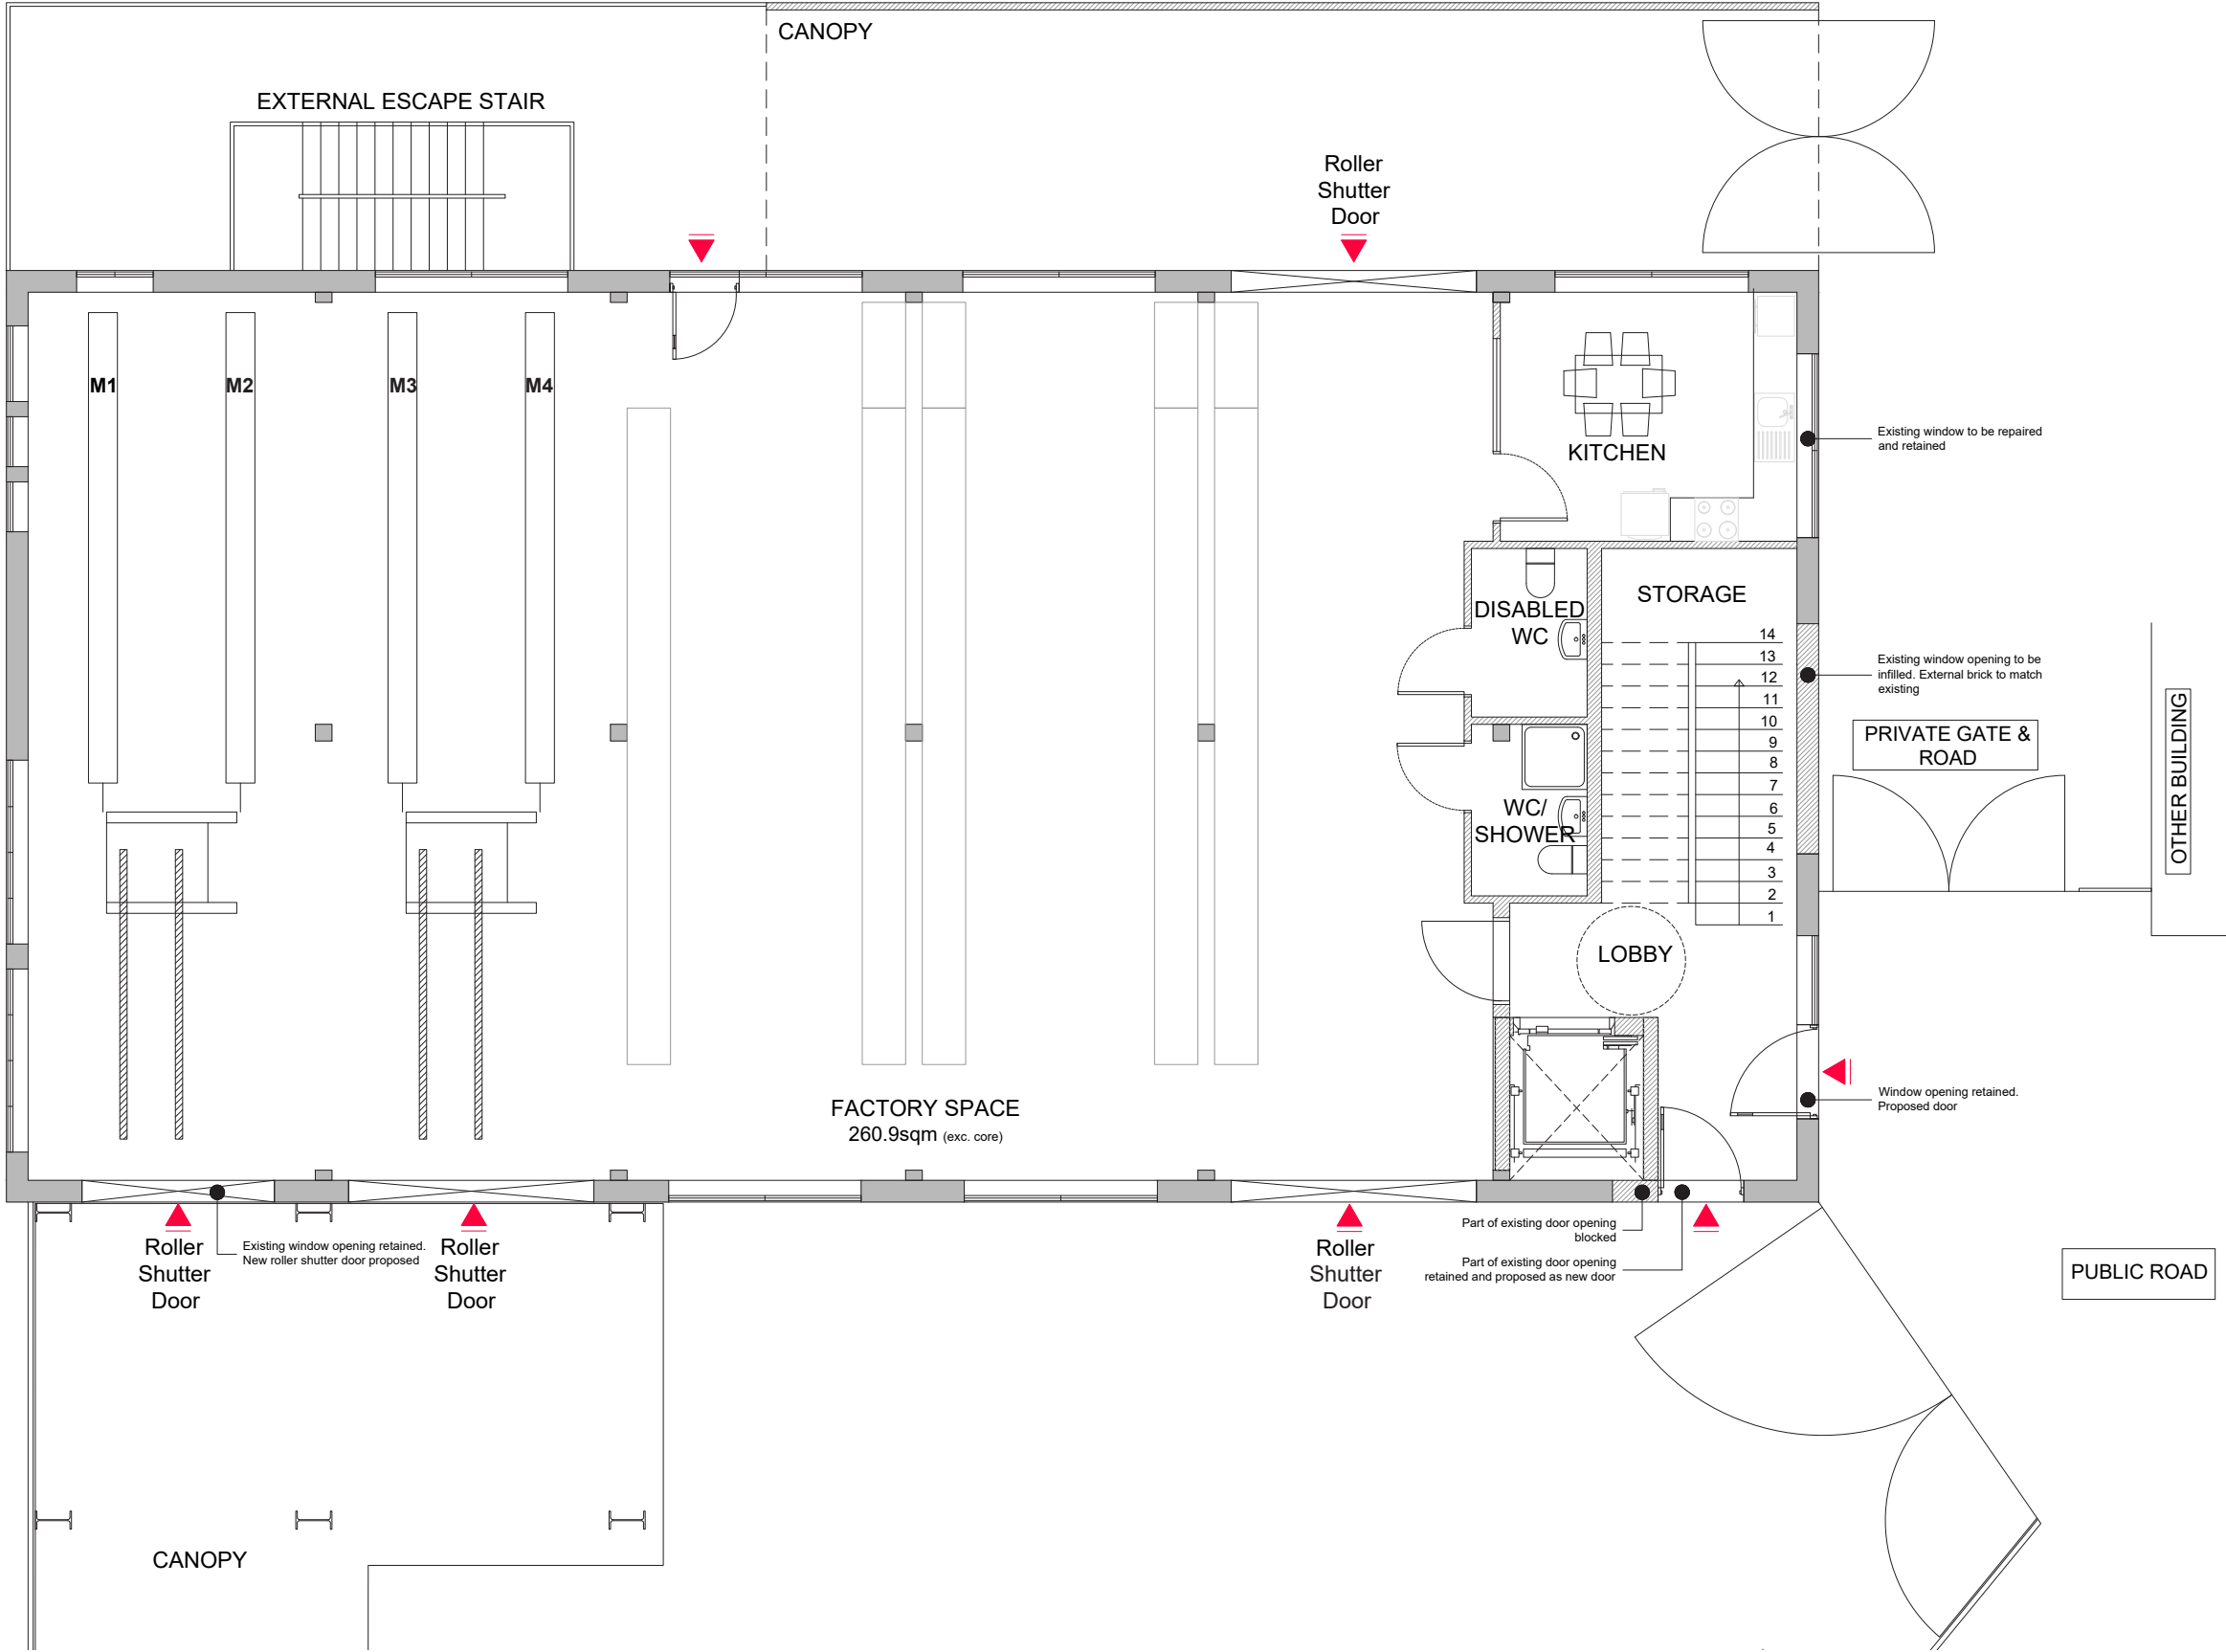 CANOPY
EXTERNAL ESCAPE STAIR
Roller
Shutter
Door
M1
M2
M3
M4
KITCHEN
Existing window to be repaired
and retained
DISABLED
WC
STORAGE
14
13
12
11
10
9
8
7
6
5
4
3
2
1
Existing window opening to be
infilled. External brick to match
existing
PRIVATE GATE &
ROAD
OTHER BUILDING
WC/
SHOWER
LOBBY
Window opening retained.
Proposed door
FACTORY SPACE
260.9sqm (exc. core)
Roller
Shutter
Door
Existing window opening retained.
New roller shutter door proposed
Roller
Shutter
Door
Roller
Shutter
Door
Part of existing door opening
blocked
Part of existing door opening
retained and proposed as new door
PUBLIC ROAD
CANOPY